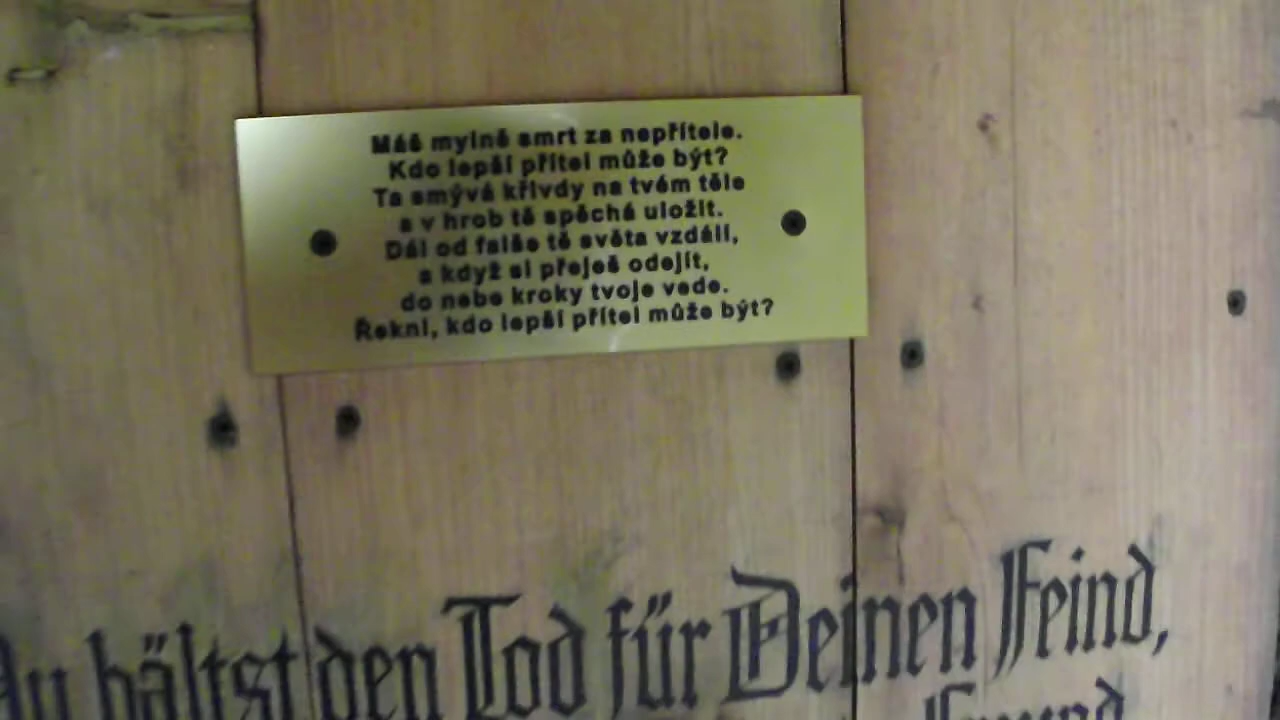 Máš mylně smrt za nepřítele.
Kdo lepší přítel může být?
Ta smývá křivdy na tvém těle
a v hrob tě spěchá uložit.
Dál od falše tě světa vzdálí,
a když si přeješ odejít,
do nebe kroky tvoje vede.
Řekni, kdo lepší přítel může být?
Du hältst den Tod für Deinen Feind,